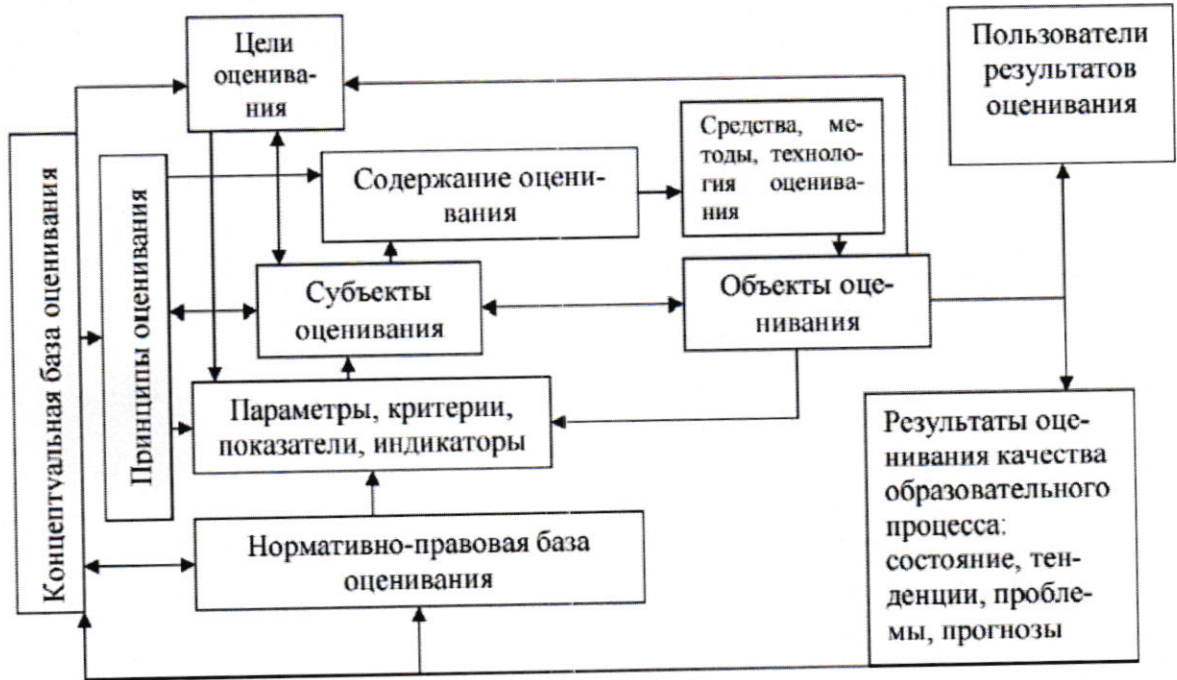 Цели
оценива-
ния
Пользователи
результатов
оценивания
Средства, ме-
тоды, техноло-
гия оценива-
ния
Содержание оцени-
вания
Концептуальная база оценивания
Принципы оценивания
Субъекты
оценивания
Объекты оце-
нивания
Параметры, критерии,
показатели, индикаторы
Результаты оце-
нивания качества
образовательного
процесса:
состояние, тен-
денции, пробле-
мы, прогнозы
Нормативно-правовая база
оценивания